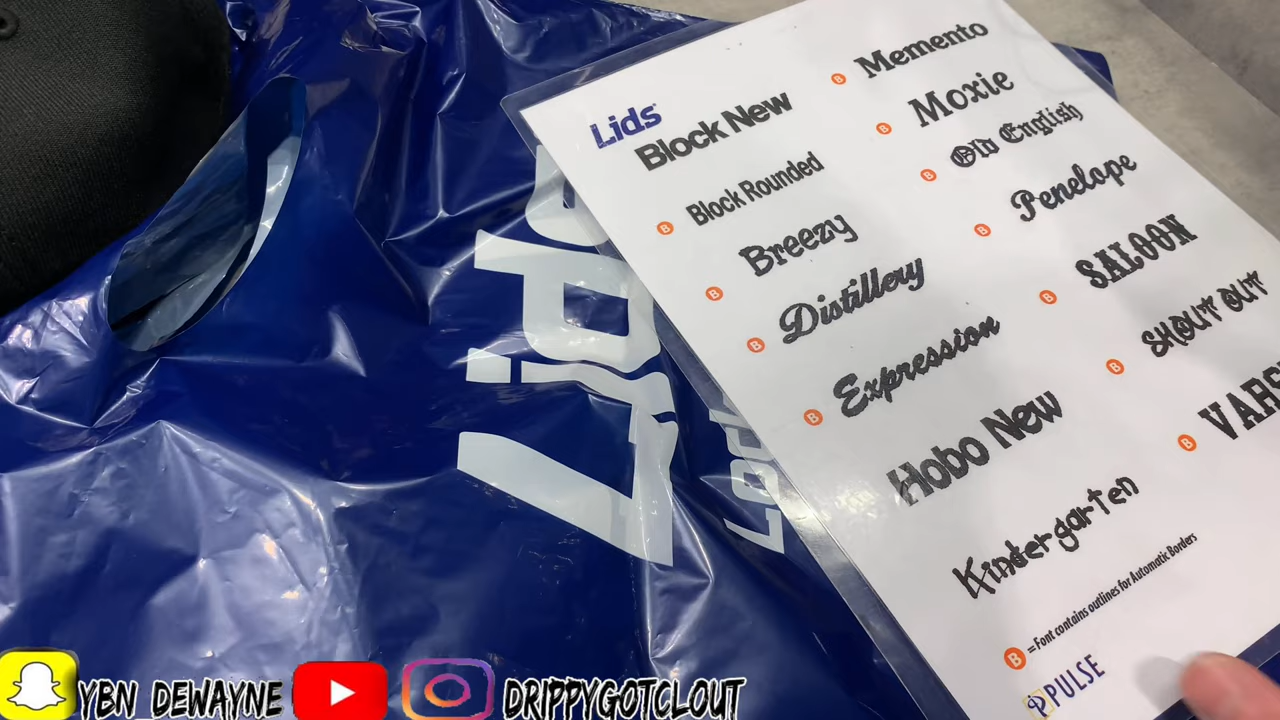 Lids
Block New
Block Rounded
Breezy
Distillery
Expression
Hobo New
Kindergarten
B =Font contains outlines for Automatic Borders
PULSE
B Memento
B Moxie
B Old English
B Penelope
B SALOON
B SHOUT OUT
B
Lids
YBN DEWAYNE
DRIPPYGOTCLOUT